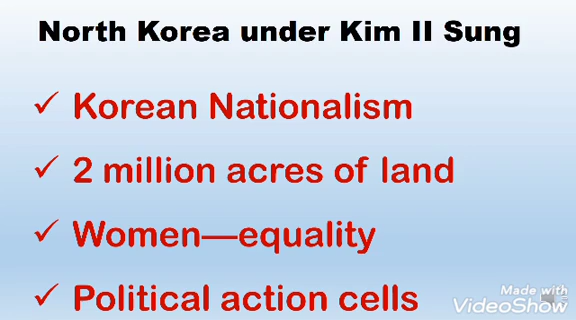 North Korea under Kim II Sung
✓ Korean Nationalism
✓ 2 million acres of land
✓ Women—equality
✓ Political action cells
Made with
VideoShow